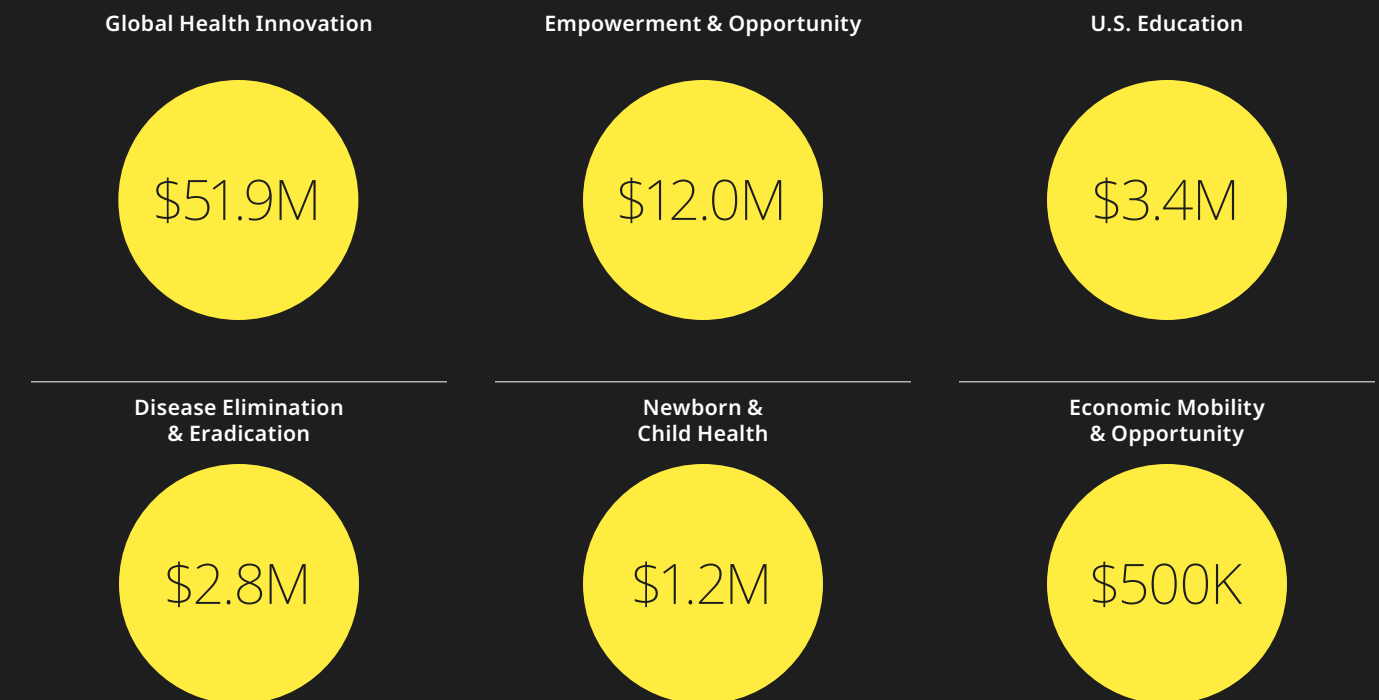 Global Health Innovation
Empowerment & Opportunity
U.S. Education
$51.9M
$12.0M
$3.4M
Disease Elimination
& Eradication
Newborn &
Child Health
Economic Mobility
& Opportunity
$2.8M
$1.2M
$500K